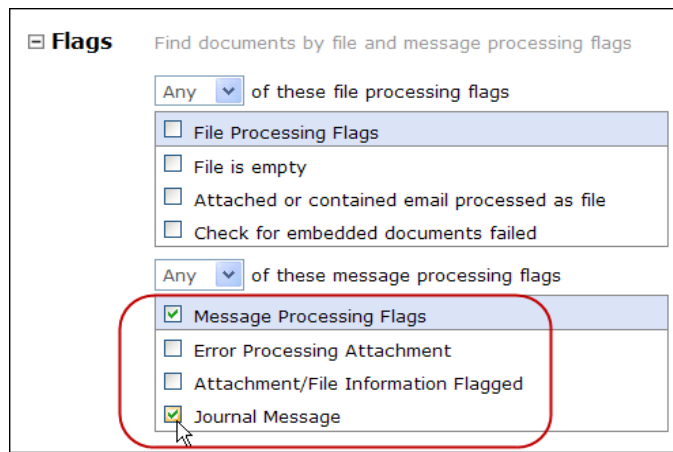 Flags Find documents by file and message processing flags
Any of these file processing flags
File Processing Flags
File is empty
Attached or contained email processed as file
Check for embedded documents failed
Any of these message processing flags
Message Processing Flags
Error Processing Attachment
Attachment/File Information Flagged
Journal Message